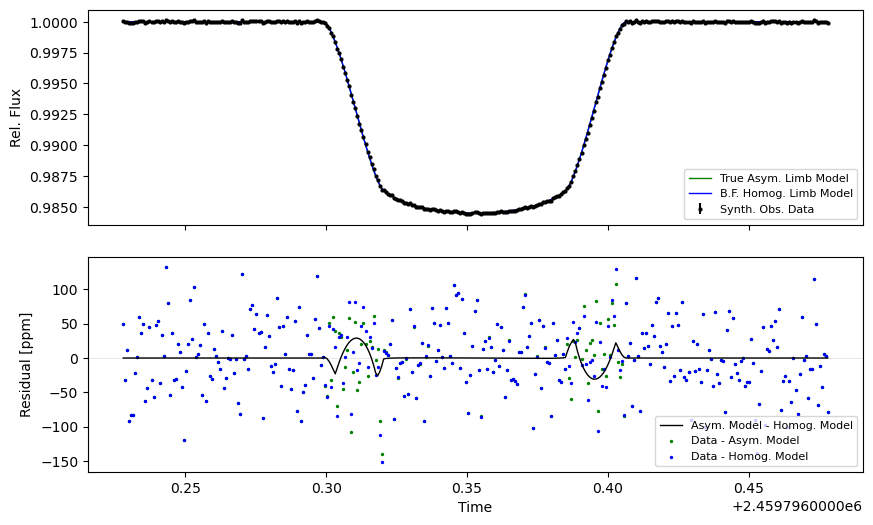 1.0000
0.9975
0.9950
0.9925
0.9900
0.9875
0.9850
Rel. Flux
True Asym. Limb Model
B.F. Homog. Limb Model
Synth. Obs. Data
100
50
0
−50
−100
−150
Residual [ppm]
Asym. Model - Homog. Model
Data - Asym. Model
Data - Homog. Model
0.25
0.30
0.35
0.40
0.45
Time
+2.4597960000e6